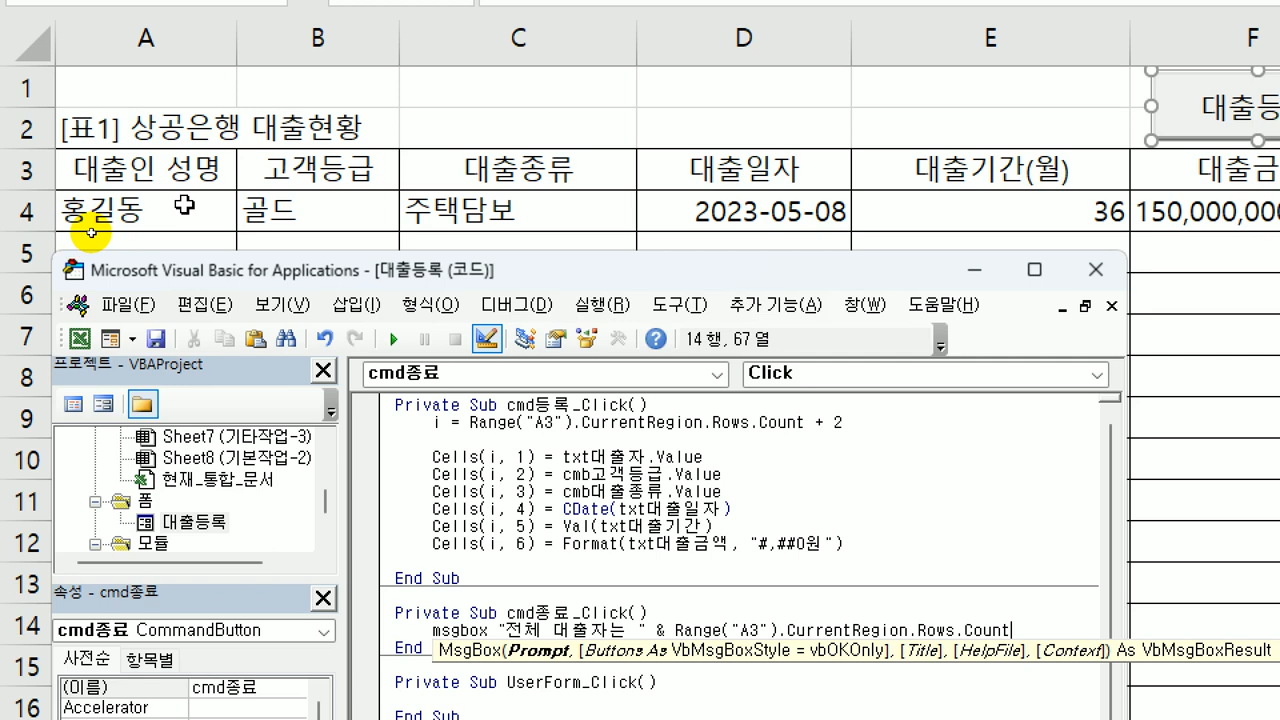 A B C D E F
1
대출등
2 [표1] 상공은행 대출현황
3 대출인 성명 고객등급 대출종류 대출일자 대출기간(월) 대출금
4 홍길동 골드 주택담보 2023-05-08 36 150,000,000
5
Microsoft Visual Basic for Applications - [대출등록 (코드)]
6 파일(F) 편집(E) 보기(V) 삽입(I) 형식(O) 디버그(D) 실행(R) 도구(T) 추가 기능(A) 창(W) 도움말(H)
7 14 행, 67 열
프로젝트 - VBAProject
8 cmd종료 Click
Private Sub cmd등록_Click()
9 i = Range("A3").CurrentRegion.Rows.Count + 2
Sheet7 (기타작업-3)
10 Sheet8 (기본작업-2) Cells(i, 1) = txt대출자.Value
현재_통합_문서 Cells(i, 2) = cmb고객등급.Value
Cells(i, 3) = cmb대출종류.Value
11 폼 Cells(i, 4) = CDate(txt대출일자)
대출등록 Cells(i, 5) = Val(txt대출기간)
12 모듈 Cells(i, 6) = Format(txt대출금액, "#,##0원")
13 End Sub
속성 - cmd종료
Private Sub cmd종료_Click()
14 cmd종료 CommandButton msgbox "전체 대출자는 " & Range("A3").CurrentRegion.Rows.Count
End MsgBox(Prompt, [Buttons As VbMsgBoxStyle = vbOKOnly], [Title], [HelpFile], [Context]) As VbMsgBoxResult
15 사전순 항목별
(이름) cmd종료 Private Sub UserForm_Click()
16 Accelerator
End Sub